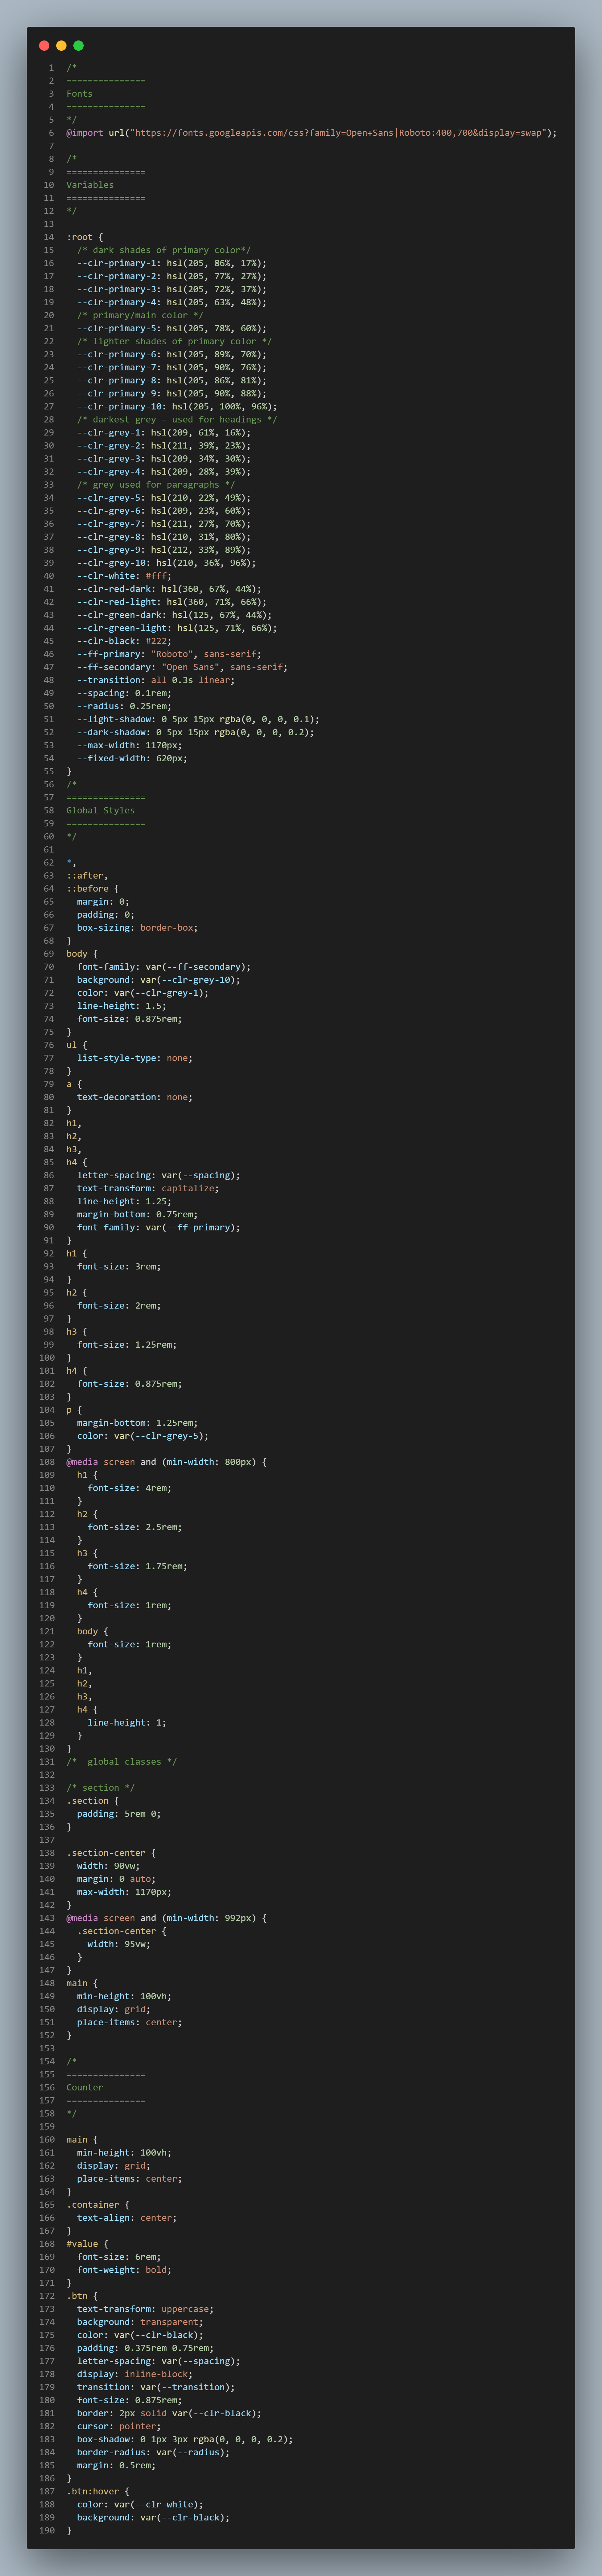 1 /*
2 ===============
3 Fonts
4 ===============
5 */
6 @import url("https://fonts.googleapis.com/css?family=Open+Sans|Roboto:400,700&display=swap");
7
8 /*
9 ===============
10 Variables
11 ===============
12 */
13
14 :root {
15   /* dark shades of primary color*/
16   --clr-primary-1: hsl(205, 86%, 17%);
17   --clr-primary-2: hsl(205, 77%, 27%);
18   --clr-primary-3: hsl(205, 72%, 37%);
19   --clr-primary-4: hsl(205, 63%, 48%);
20   /* primary/main color */
21   --clr-primary-5: hsl(205, 78%, 60%);
22   /* lighter shades of primary color */
23   --clr-primary-6: hsl(205, 89%, 70%);
24   --clr-primary-7: hsl(205, 90%, 76%);
25   --clr-primary-8: hsl(205, 86%, 81%);
26   --clr-primary-9: hsl(205, 90%, 88%);
27   --clr-primary-10: hsl(205, 100%, 96%);
28   /* darkest grey - used for headings */
29   --clr-grey-1: hsl(209, 61%, 16%);
30   --clr-grey-2: hsl(211, 39%, 23%);
31   --clr-grey-3: hsl(209, 34%, 30%);
32   --clr-grey-4: hsl(209, 28%, 39%);
33   /* grey used for paragraphs */
34   --clr-grey-5: hsl(210, 22%, 49%);
35   --clr-grey-6: hsl(209, 23%, 60%);
36   --clr-grey-7: hsl(211, 27%, 70%);
37   --clr-grey-8: hsl(210, 31%, 80%);
38   --clr-grey-9: hsl(212, 33%, 89%);
39   --clr-grey-10: hsl(210, 36%, 96%);
40   --clr-white: #fff;
41   --clr-red-dark: hsl(360, 67%, 44%);
42   --clr-red-light: hsl(360, 71%, 66%);
43   --clr-green-dark: hsl(125, 67%, 44%);
44   --clr-green-light: hsl(125, 71%, 66%);
45   --clr-black: #222;
46   --ff-primary: "Roboto", sans-serif;
47   --ff-secondary: "Open Sans", sans-serif;
48   --transition: all 0.3s linear;
49   --spacing: 0.1rem;
50   --radius: 0.25rem;
51   --light-shadow: 0 5px 15px rgba(0, 0, 0, 0.1);
52   --dark-shadow: 0 5px 15px rgba(0, 0, 0, 0.2);
53   --max-width: 1170px;
54   --fixed-width: 620px;
55 }
56 /*
57 ===============
58 Global Styles
59 ===============
60 */
61
62 *,
63 ::after,
64 ::before {
65   margin: 0;
66   padding: 0;
67   box-sizing: border-box;
68 }
69 body {
70   font-family: var(--ff-secondary);
71   background: var(--clr-grey-10);
72   color: var(--clr-grey-1);
73   line-height: 1.5;
74   font-size: 0.875rem;
75 }
76 ul {
77   list-style-type: none;
78 }
79 a {
80   text-decoration: none;
81 }
82 h1,
83 h2,
84 h3,
85 h4 {
86   letter-spacing: var(--spacing);
87   text-transform: capitalize;
88   line-height: 1.25;
89   margin-bottom: 0.75rem;
90   font-family: var(--ff-primary);
91 }
92 h1 {
93   font-size: 3rem;
94 }
95 h2 {
96   font-size: 2rem;
97 }
98 h3 {
99   font-size: 1.25rem;
100 }
101 h4 {
102   font-size: 0.875rem;
103 }
104 p {
105   margin-bottom: 1.25rem;
106   color: var(--clr-grey-5);
107 }
108 @media screen and (min-width: 800px) {
109   h1 {
110     font-size: 4rem;
111   }
112   h2 {
113     font-size: 2.5rem;
114   }
115   h3 {
116     font-size: 1.75rem;
117   }
118   h4 {
119     font-size: 1rem;
120   }
121   body {
122     font-size: 1rem;
123   }
124   h1,
125   h2,
126   h3,
127   h4 {
128     line-height: 1;
129   }
130 }
131 /*  global classes */
132
133 /* section */
134 .section {
135   padding: 5rem 0;
136 }
137
138 .section-center {
139   width: 90vw;
140   margin: 0 auto;
141   max-width: 1170px;
142 }
143 @media screen and (min-width: 992px) {
144   .section-center {
145     width: 95vw;
146   }
147 }
148 main {
149   min-height: 100vh;
150   display: grid;
151   place-items: center;
152 }
153
154 /*
155 ===============
156 Counter
157 ===============
158 */
159
160 main {
161   min-height: 100vh;
162   display: grid;
163   place-items: center;
164 }
165 .container {
166   text-align: center;
167 }
168 #value {
169   font-size: 6rem;
170   font-weight: bold;
171 }
172 .btn {
173   text-transform: uppercase;
174   background: transparent;
175   color: var(--clr-black);
176   padding: 0.375rem 0.75rem;
177   letter-spacing: var(--spacing);
178   display: inline-block;
179   transition: var(--transition);
180   font-size: 0.875rem;
181   border: 2px solid var(--clr-black);
182   cursor: pointer;
183   box-shadow: 0 1px 3px rgba(0, 0, 0, 0.2);
184   border-radius: var(--radius);
185   margin: 0.5rem;
186 }
187 .btn:hover {
188   color: var(--clr-white);
189   background: var(--clr-black);
190 }